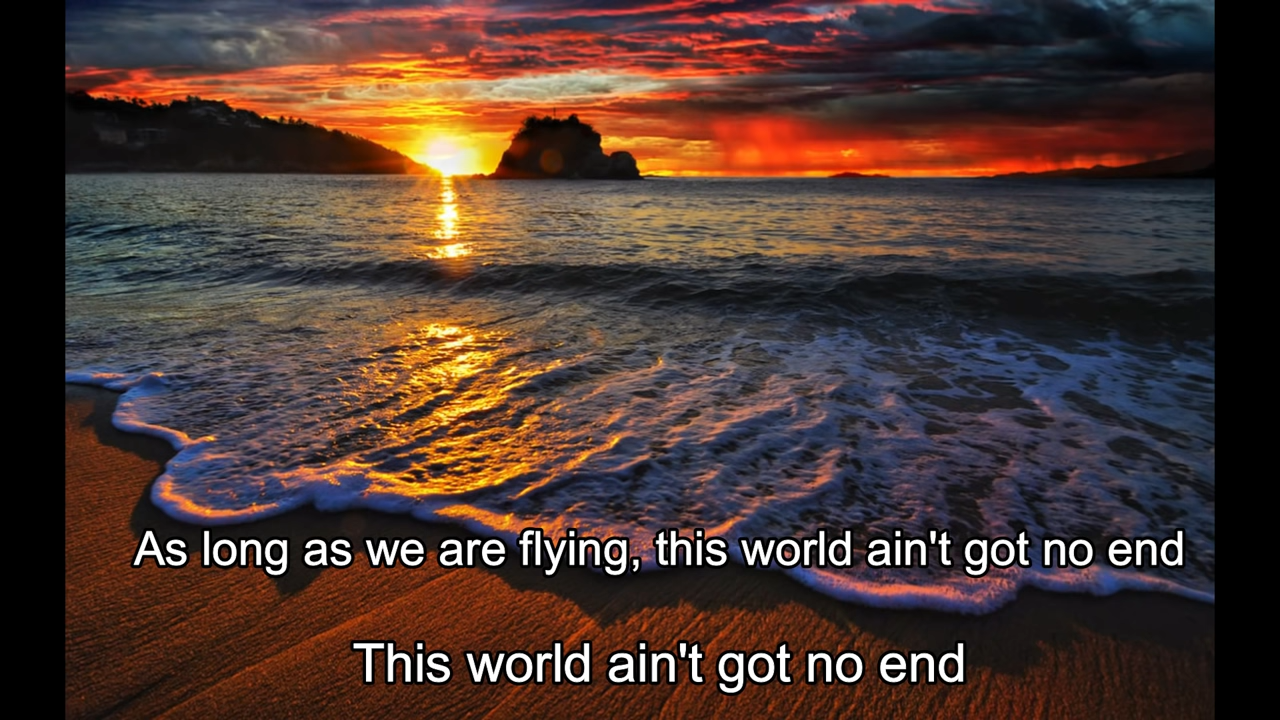 As long as we are flying, this world ain't got no end
This world ain't got no end